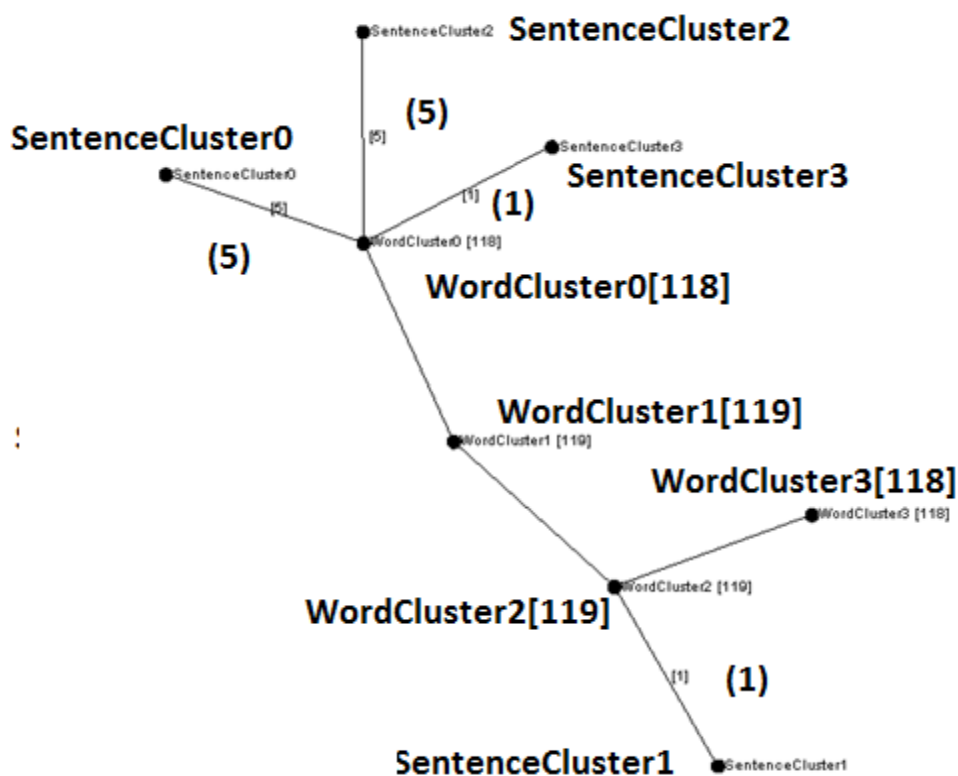 SentenceCluster2 SentenceCluster2
(5)
[5]
SentenceCluster0
SentenceCluster0
SentenceCluster3
SentenceCluster3
[1] (1)
[5]
(5)
WordCluster0 [118]
WordCluster0[118]
WordCluster1[119]
WordCluster1 [119]
WordCluster3[118]
WordCluster3 [118]
WordCluster2 [119]
WordCluster2[119]
[1] (1)
SentenceCluster1 SentenceCluster1